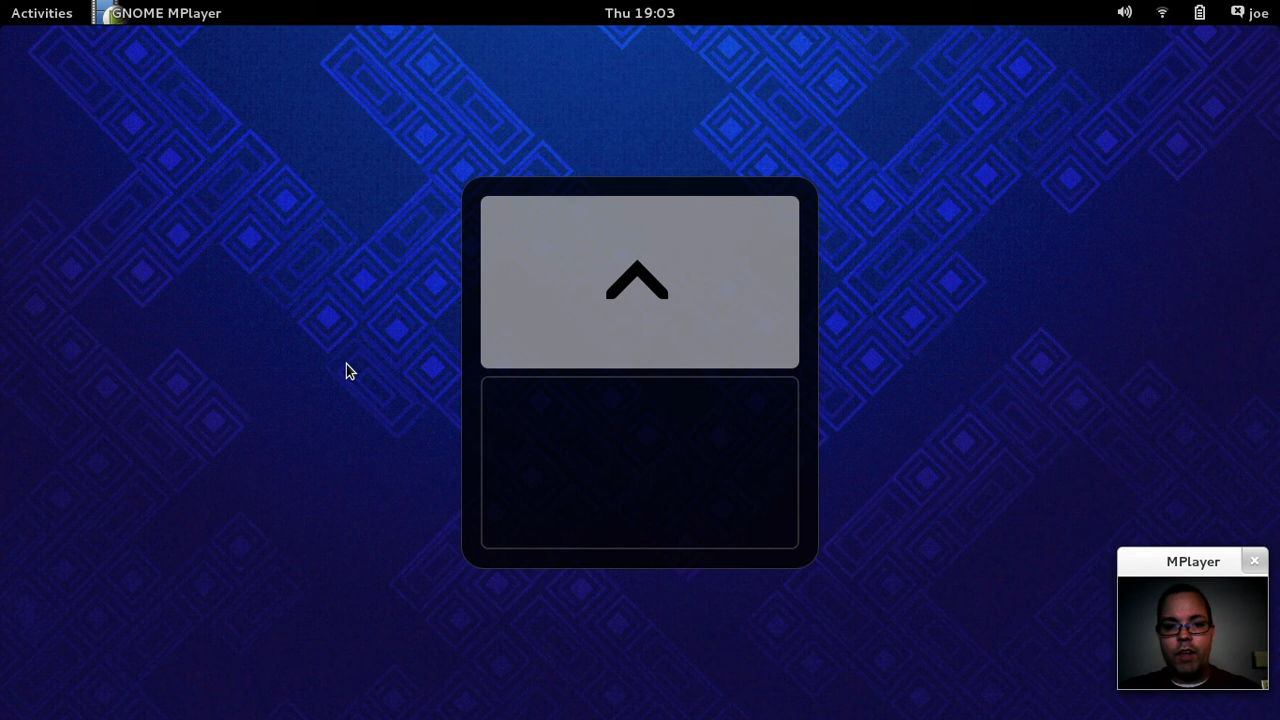 Activities
GNOME MPlayer
Thu 19:03
joe
MPlayer